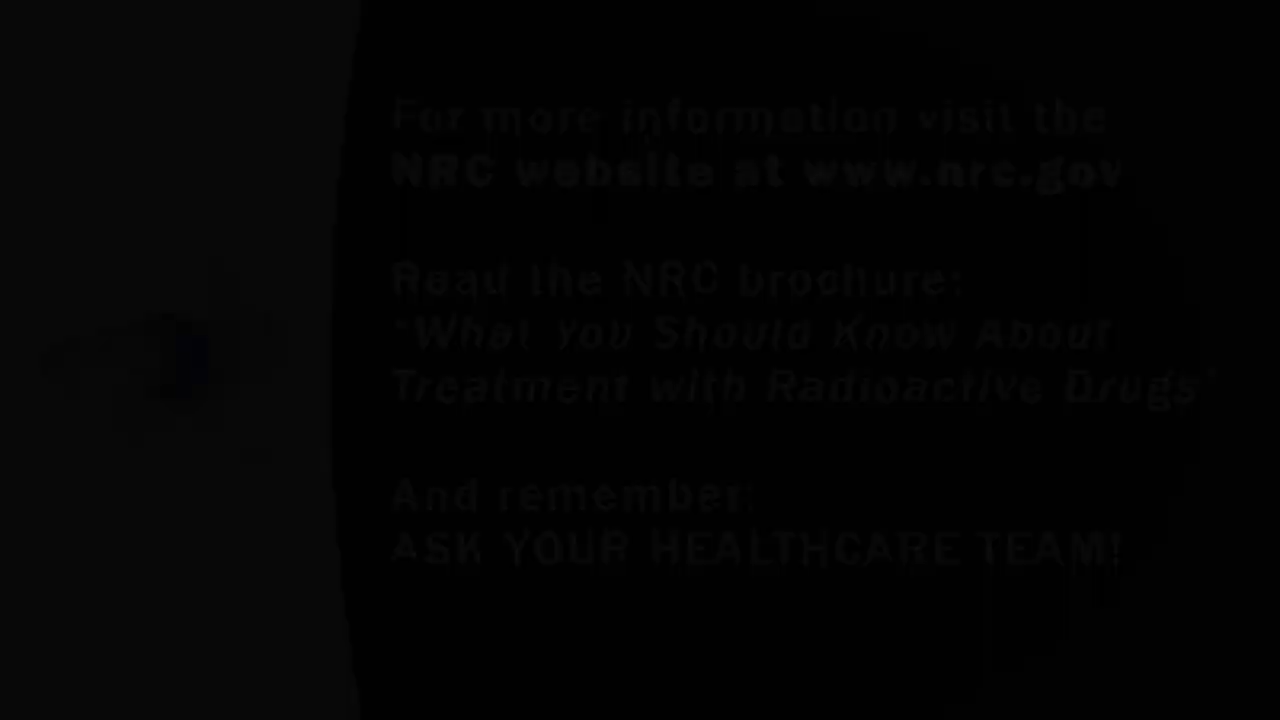 For more information visit the
NRC website at www.nrc.gov
Read the NRC brochure:
"What You Should Know About
Treatment with Radioactive Drugs"
And remember:
ASK YOUR HEALTHCARE TEAM!